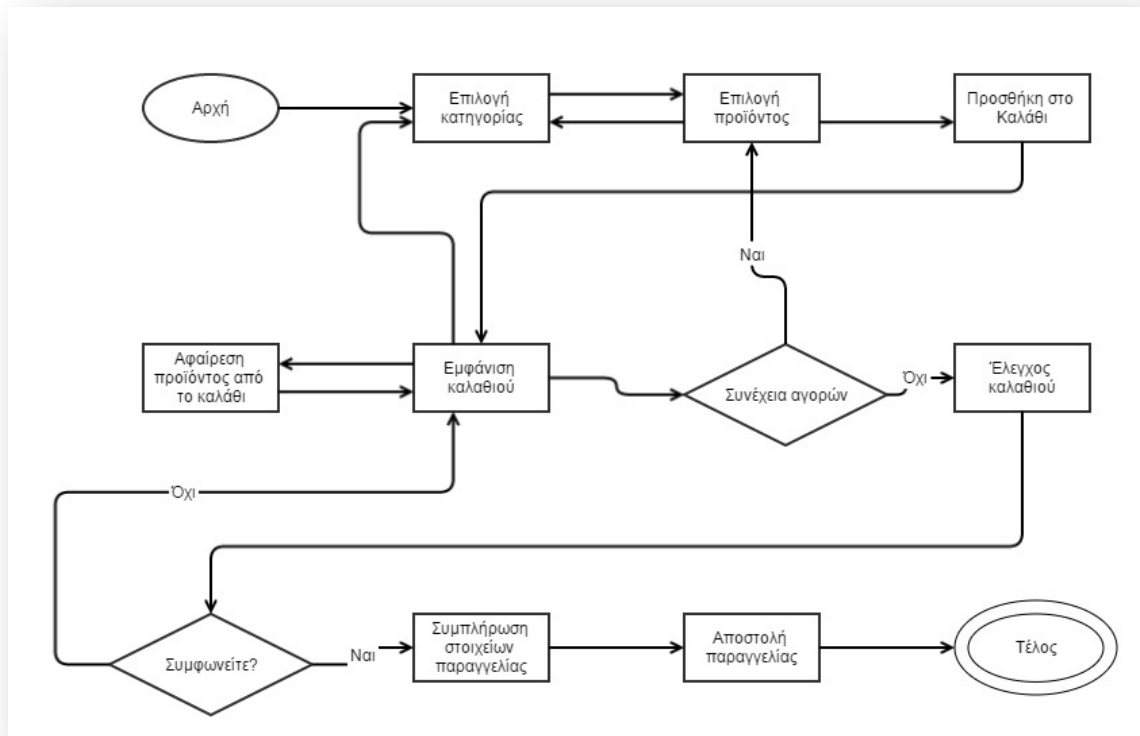 Αρχή
Επιλογή
κατηγορίας
Επιλογή
προϊόντος
Προσθήκη στο
Καλάθι
Ναι
Αφαίρεση
προϊόντος από
το καλάθι
Εμφάνιση
καλαθιού
Συνέχεια αγορών
Όχι
Έλεγχος
καλαθιού
Όχι
Συμφωνείτε?
Ναι
Συμπλήρωση
στοιχείων
παραγγελίας
Αποστολή
παραγγελίας
Τέλος